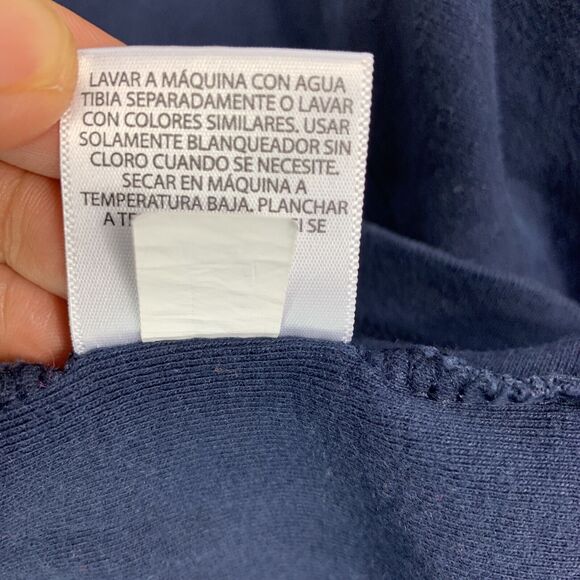 LAVAR A MÁQUINA CON AGUA
TIBIA SEPARADAMENTE O LAVAR
CON COLORES SIMILARES. USAR
SOLAMENTE BLANQUEADOR SIN
CLORO CUANDO SE NECESITE.
SECAR EN MÁQUINA A
TEMPERATURA BAJA. PLANCHAR
A SI SE